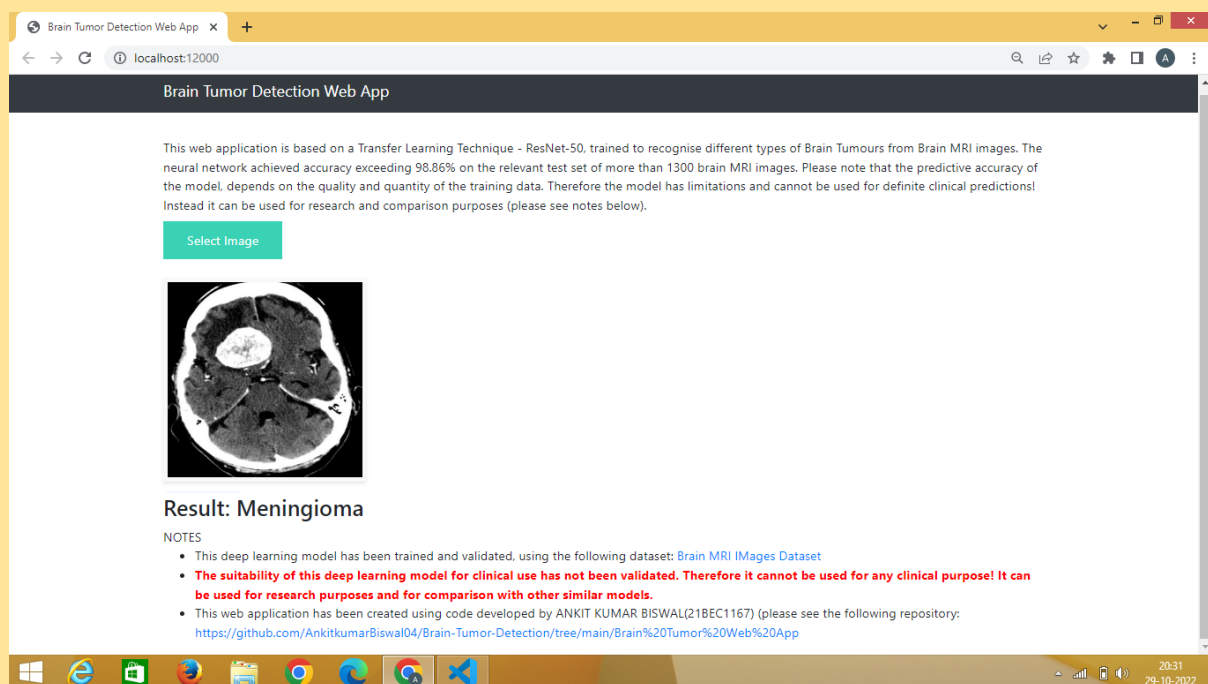 Brain Tumor Detection Web App
localhost:12000
A
Brain Tumor Detection Web App
This web application is based on a Transfer Learning Technique - ResNet-50, trained to recognise different types of Brain Tumours from Brain MRI images. The
neural network achieved accuracy exceeding 98.86% on the relevant test set of more than 1300 brain MRI images. Please note that the predictive accuracy of
the model, depends on the quality and quantity of the training data. Therefore the model has limitations and cannot be used for definite clinical predictions!
Instead it can be used for research and comparison purposes (please see notes below).
Select Image
Result: Meningioma
NOTES
• This deep learning model has been trained and validated, using the following dataset: Brain MRI IMages Dataset
• The suitability of this deep learning model for clinical use has not been validated. Therefore it cannot be used for any clinical purpose! It can
be used for research purposes and for comparison with other similar models.
• This web application has been created using code developed by ANKIT KUMAR BISWAL(21BEC1167) (please see the following repository:
https://github.com/AnkitkumarBiswal04/Brain-Tumor-Detection/tree/main/Brain%20Tumor%20Web%20App
20:31
29-10-2022